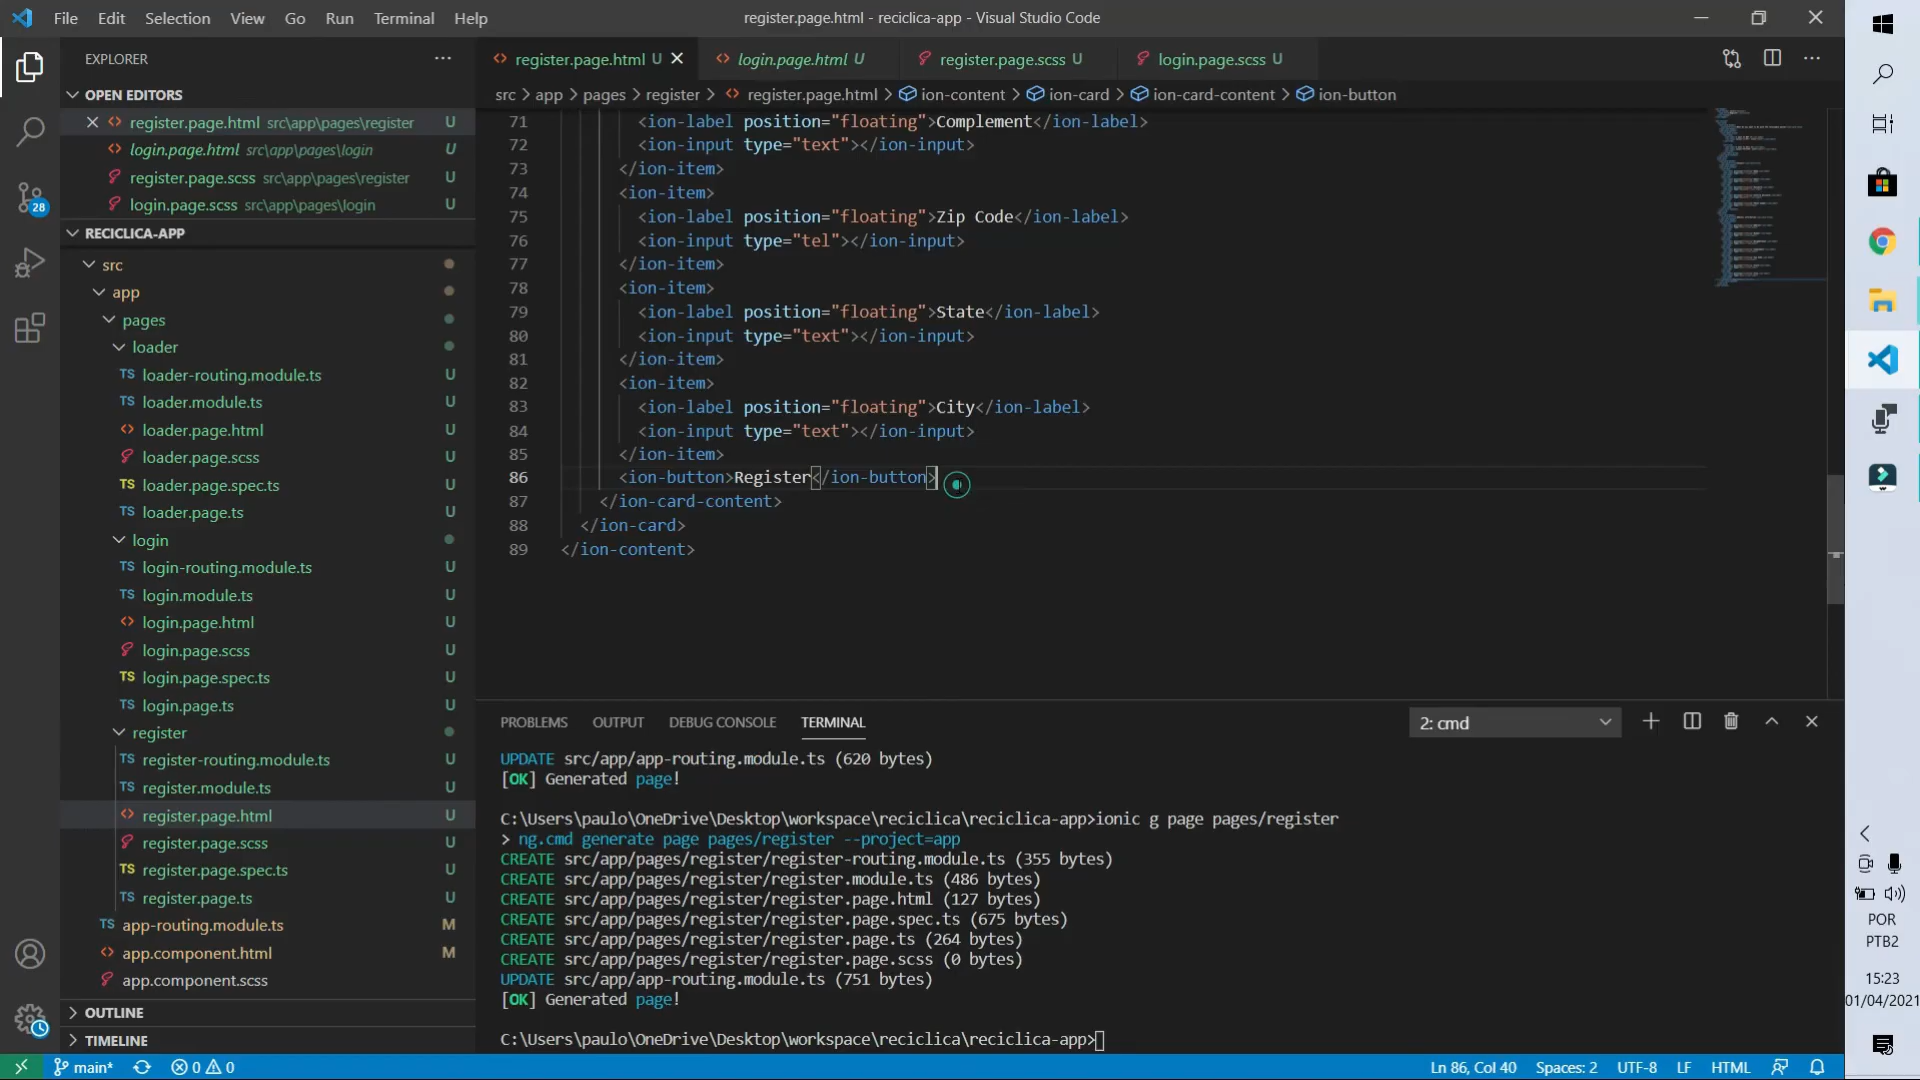 File Edit Selection View Go Run Terminal Help
register.page.html - reciclica-app - Visual Studio Code
EXPLORER
OPEN EDITORS
register.page.html src\app\pages\register U
login.page.html src\app\pages\login U
register.page.scss src\app\pages\register U
login.page.scss src\app\pages\login U
RECICLICA-APP
src
app
pages
loader
TS loader-routing.module.ts U
TS loader.module.ts U
loader.page.html U
loader.page.scss U
TS loader.page.spec.ts U
TS loader.page.ts U
login
TS login-routing.module.ts U
TS login.module.ts U
login.page.html U
login.page.scss U
TS login.page.spec.ts U
TS login.page.ts U
register
TS register-routing.module.ts U
TS register.module.ts U
register.page.html U
register.page.scss U
TS register.page.spec.ts U
TS register.page.ts U
TS app-routing.module.ts M
app.component.html M
app.component.scss
OUTLINE
TIMELINE
28
register.page.html U login.page.html U register.page.scss U login.page.scss U
src > app > pages > register > register.page.html > ion-content > ion-card > ion-card-content > ion-button
71 <ion-label position="floating">Complement</ion-label>
72 <ion-input type="text"></ion-input>
73 </ion-item>
74 <ion-item>
75 <ion-label position="floating">Zip Code</ion-label>
76 <ion-input type="tel"></ion-input>
77 </ion-item>
78 <ion-item>
79 <ion-label position="floating">State</ion-label>
80 <ion-input type="text"></ion-input>
81 </ion-item>
82 <ion-item>
83 <ion-label position="floating">City</ion-label>
84 <ion-input type="text"></ion-input>
85 </ion-item>
86 <ion-button>Register</ion-button>
87 </ion-card-content>
88 </ion-card>
89 </ion-content>
PROBLEMS OUTPUT DEBUG CONSOLE TERMINAL 2: cmd
UPDATE src/app/app-routing.module.ts (620 bytes)
[OK] Generated page!
C:\Users\paulo\OneDrive\Desktop\workspace\reciclica\reciclica-app>ionic g page pages/register
> ng.cmd generate page pages/register --project=app
CREATE src/app/pages/register/register-routing.module.ts (355 bytes)
CREATE src/app/pages/register/register.module.ts (486 bytes)
CREATE src/app/pages/register/register.page.html (127 bytes)
CREATE src/app/pages/register/register.page.spec.ts (675 bytes)
CREATE src/app/pages/register/register.page.ts (264 bytes)
CREATE src/app/pages/register/register.page.scss (0 bytes)
UPDATE src/app/app-routing.module.ts (751 bytes)
[OK] Generated page!
C:\Users\paulo\OneDrive\Desktop\workspace\reciclica\reciclica-app>
main* 0 0 Ln 86, Col 40 Spaces: 2 UTF-8 LF HTML
POR
PTB2
15:23
01/04/2021